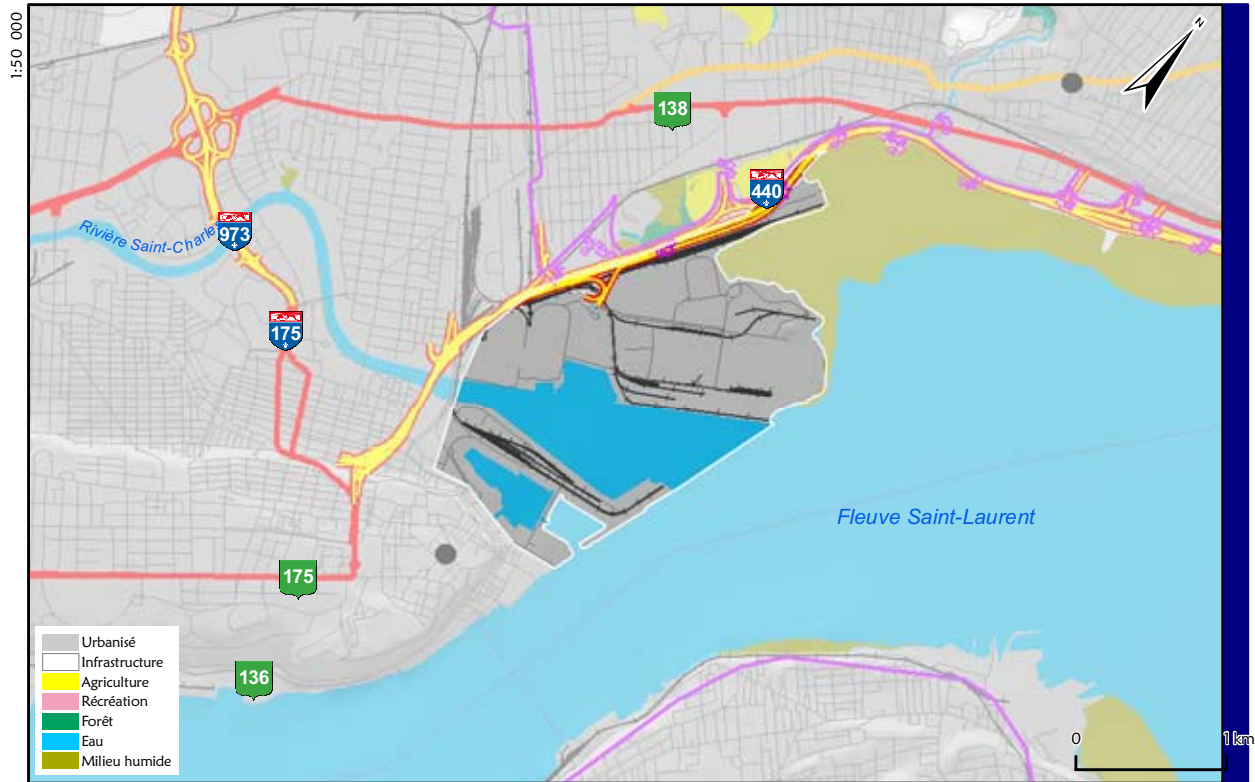 1:50 000
N
138
440
Rivière Saint-Charle
973
175
Fleuve Saint-Laurent
175
136
Urbanisé
Infrastructure
Agriculture
Récréation
Forêt
Eau
Milieu humide
0
1 km